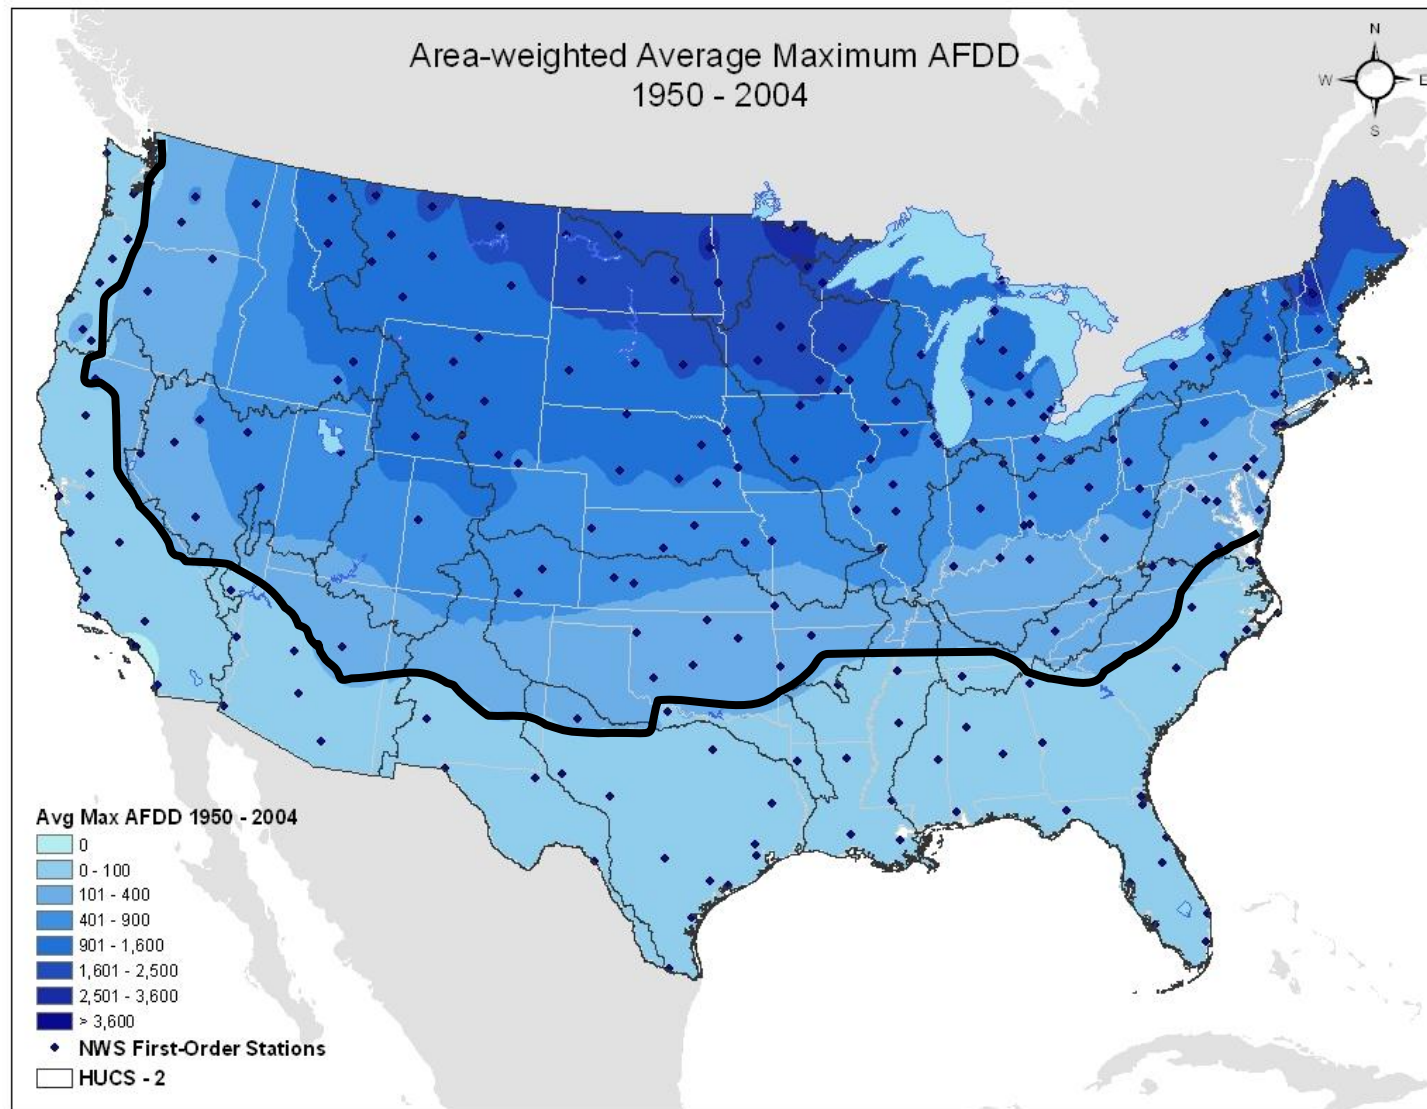 Area-weighted Average Maximum AFDD
1950 - 2004
N
W
E
S
Avg Max AFDD 1950 - 2004
0
0 - 100
101 - 400
401 - 900
901 - 1,600
1,601 - 2,500
2,501 - 3,600
> 3,600
NWS First-Order Stations
HUCS - 2